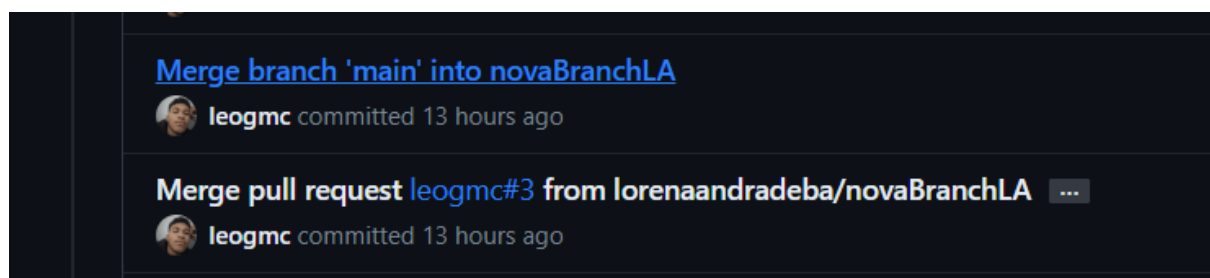 Merge branch 'main' into novaBranchLA
leogmc committed 13 hours ago
Merge pull request leogmc#3 from lorenaandradeba/novaBranchLA ...
leogmc committed 13 hours ago